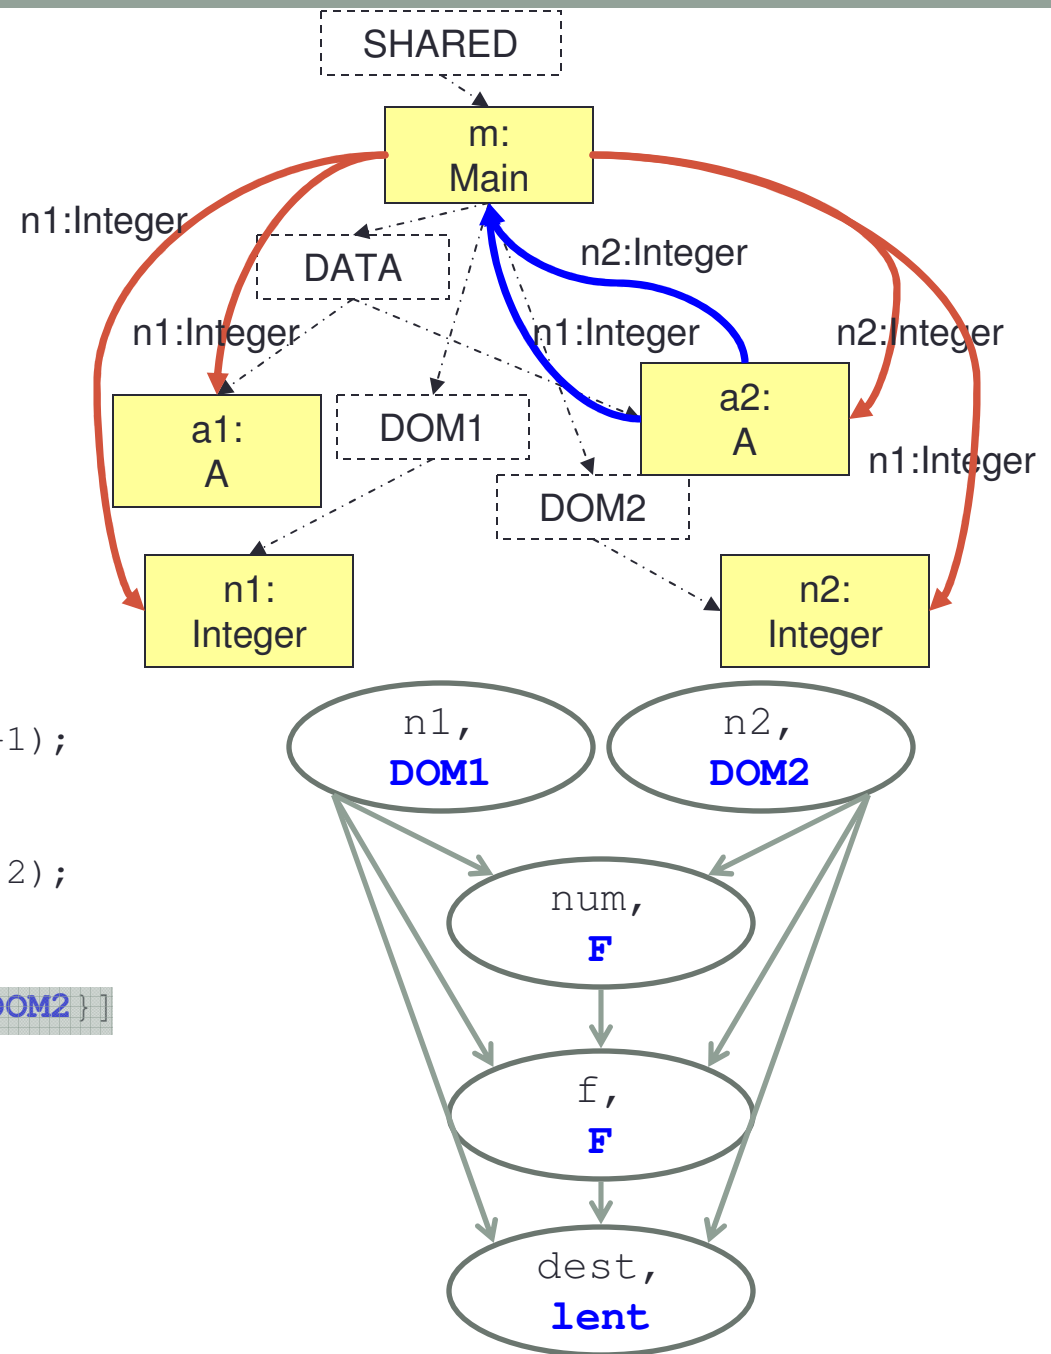 SHARED
m:
Main
n1:Integer
DATA
n2:Integer
n1:Integer
n1:Integer
n2:Integer
a1:
A
DOM1
a2:
A
n1:Integer
DOM2
n1:
Integer
n2:
Integer
1);
n1,
DOM1
n2,
DOM2
2);
num,
F
DOM2}]
f,
F
dest,
lent